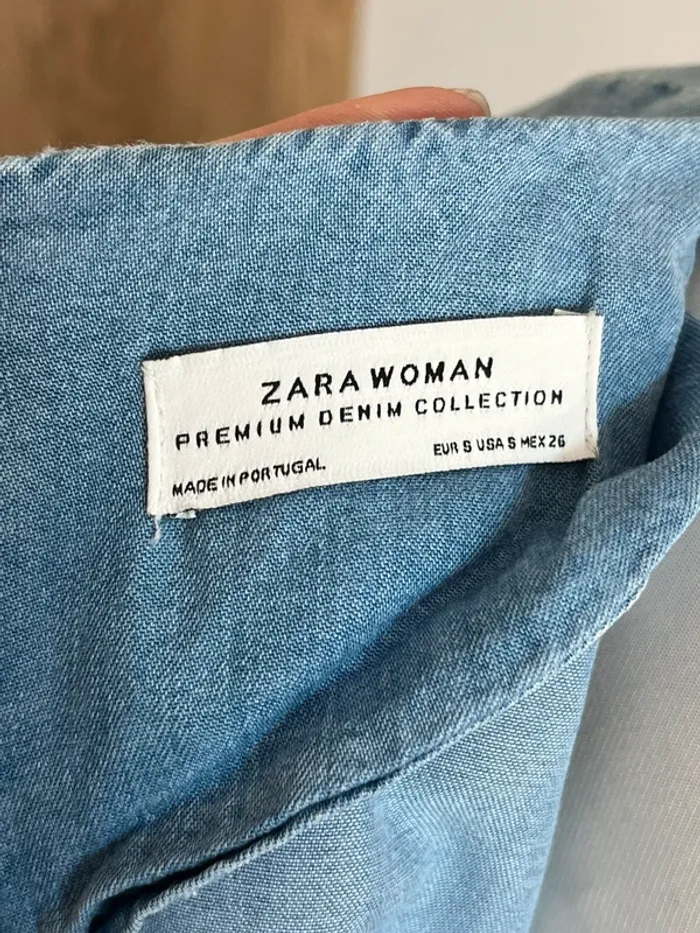 ZARA WOMAN
PREMIUM DENIM COLLECTION
EUR S USA S MEX 26
MADE IN PORTUGAL